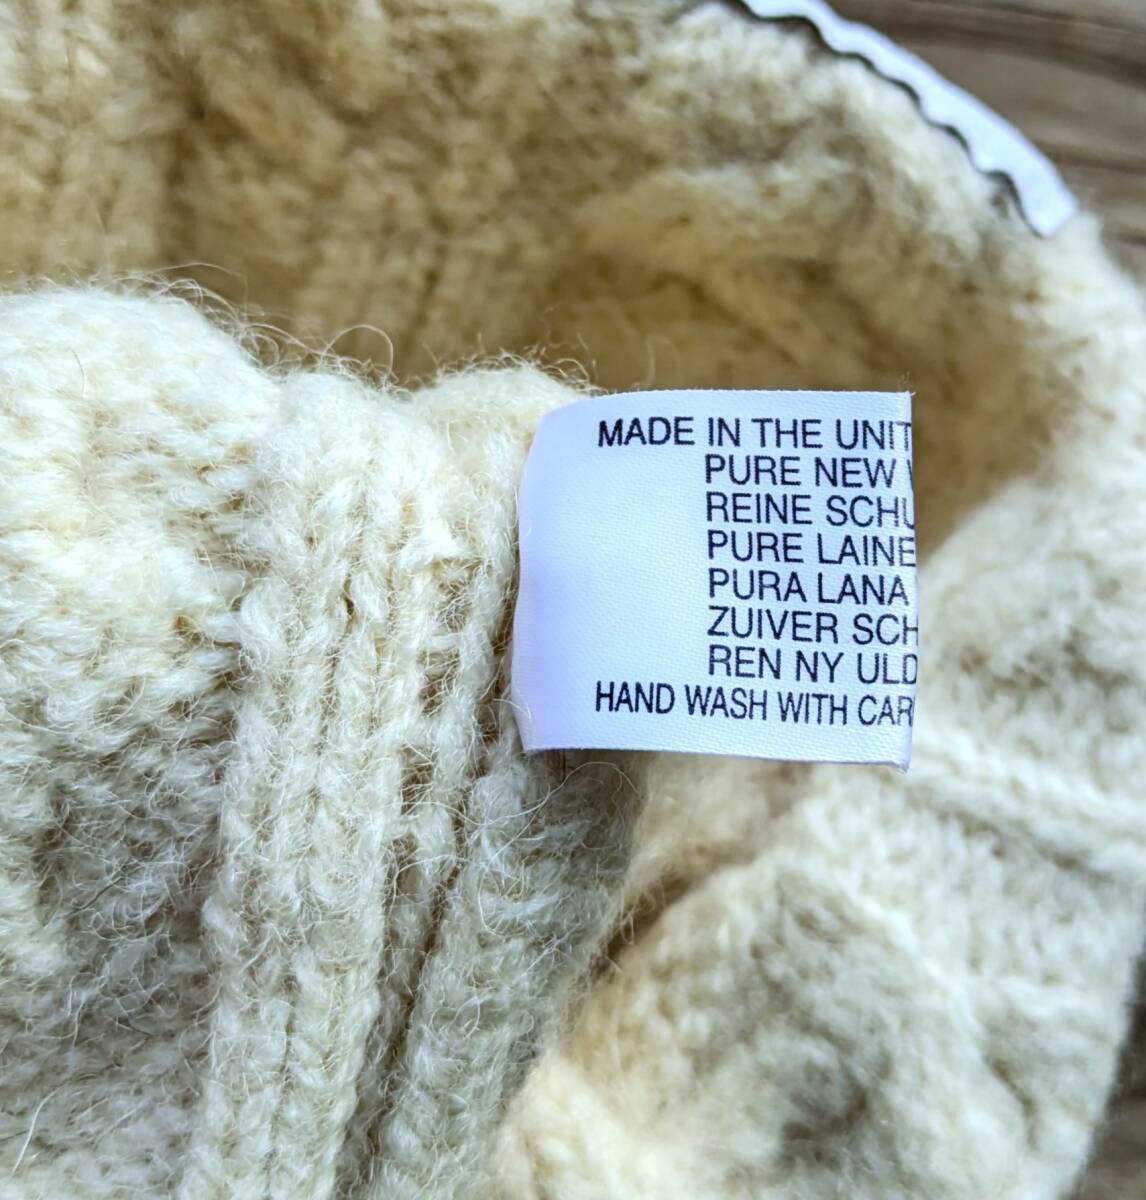 MADE IN THE UNIT
PURE NEW
REINE SCHU
PURE LAINE
PURA LANA
ZUIVER SCH
REN NY ULD
HAND WASH WITH CAR